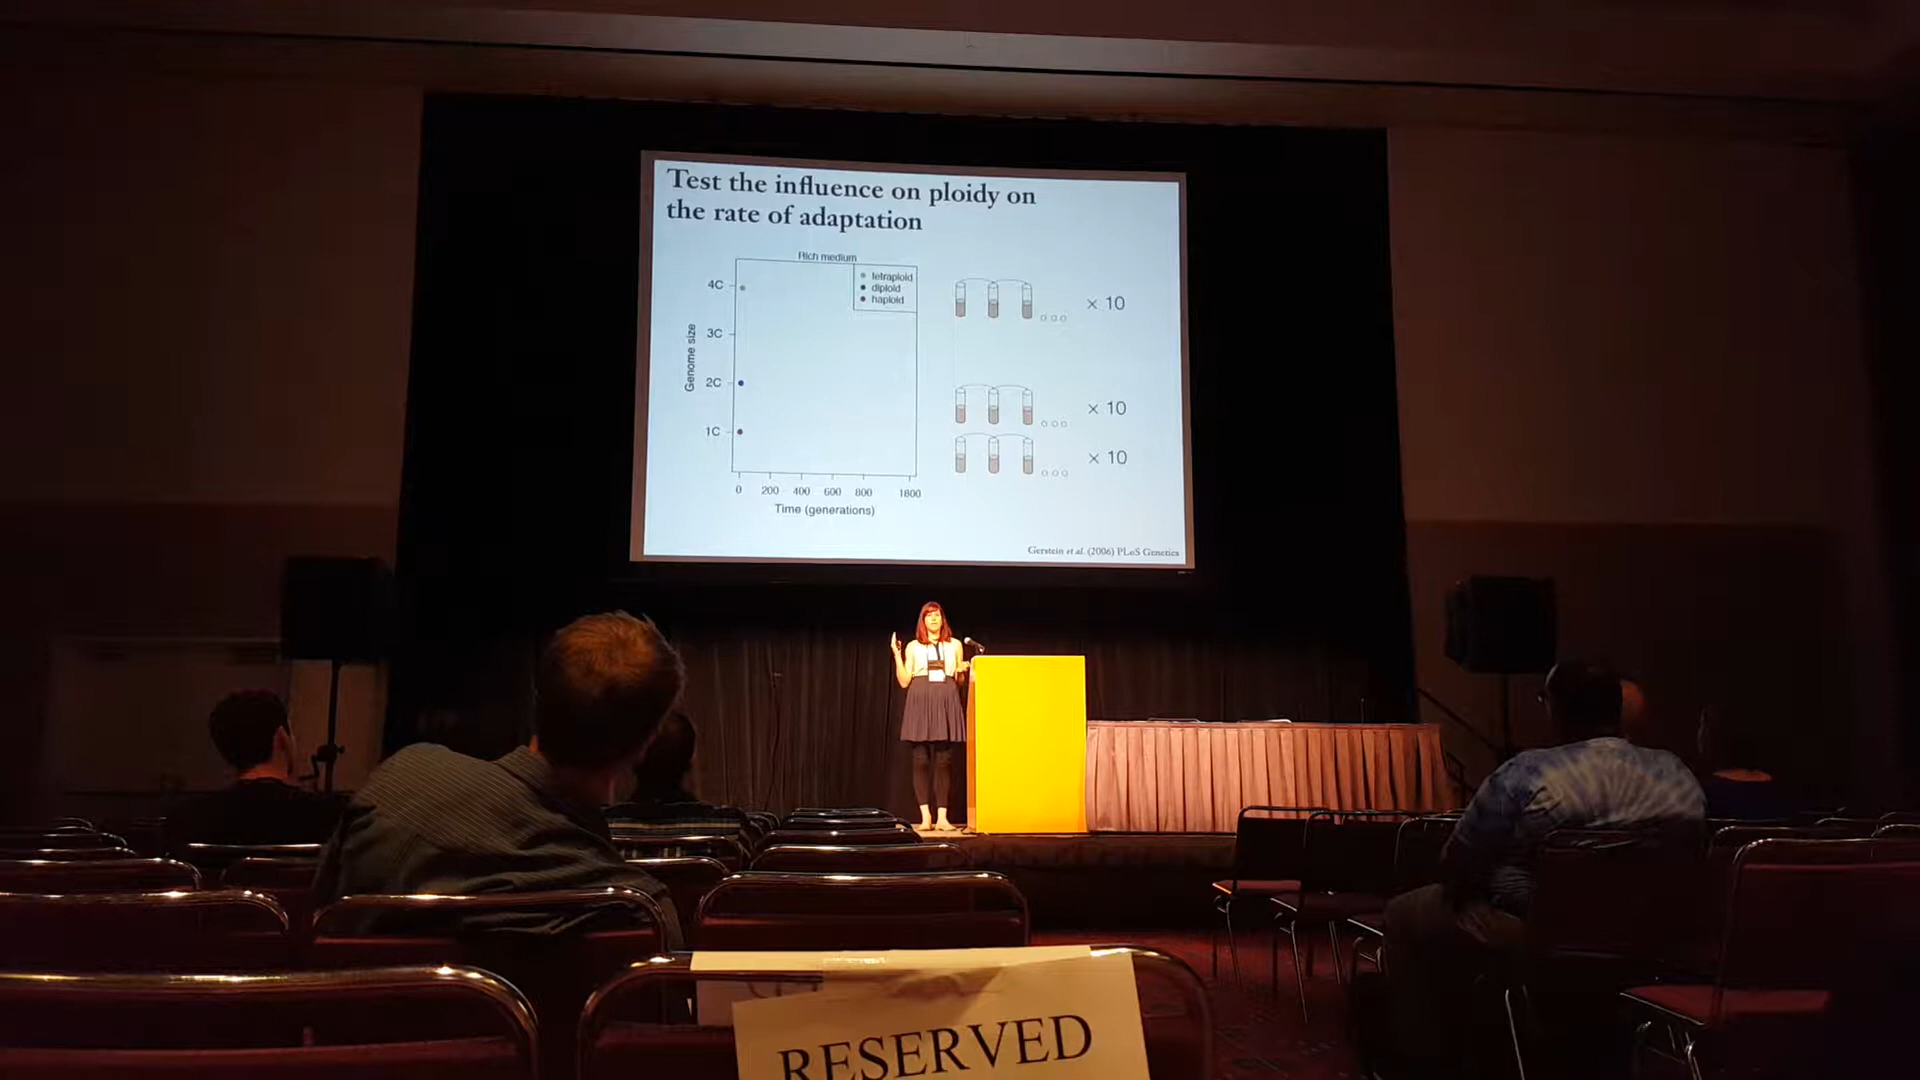 Test the influence on ploidy on
the rate of adaptation
Rich medium
tetraploid
diploid
haploid
Genome size
4C
3C
2C
1C
0 200 400 600 800 1800
Time (generations)
× 10
× 10
× 10
Gerstein et al. (2006) PLoS Genetics
RESERVED